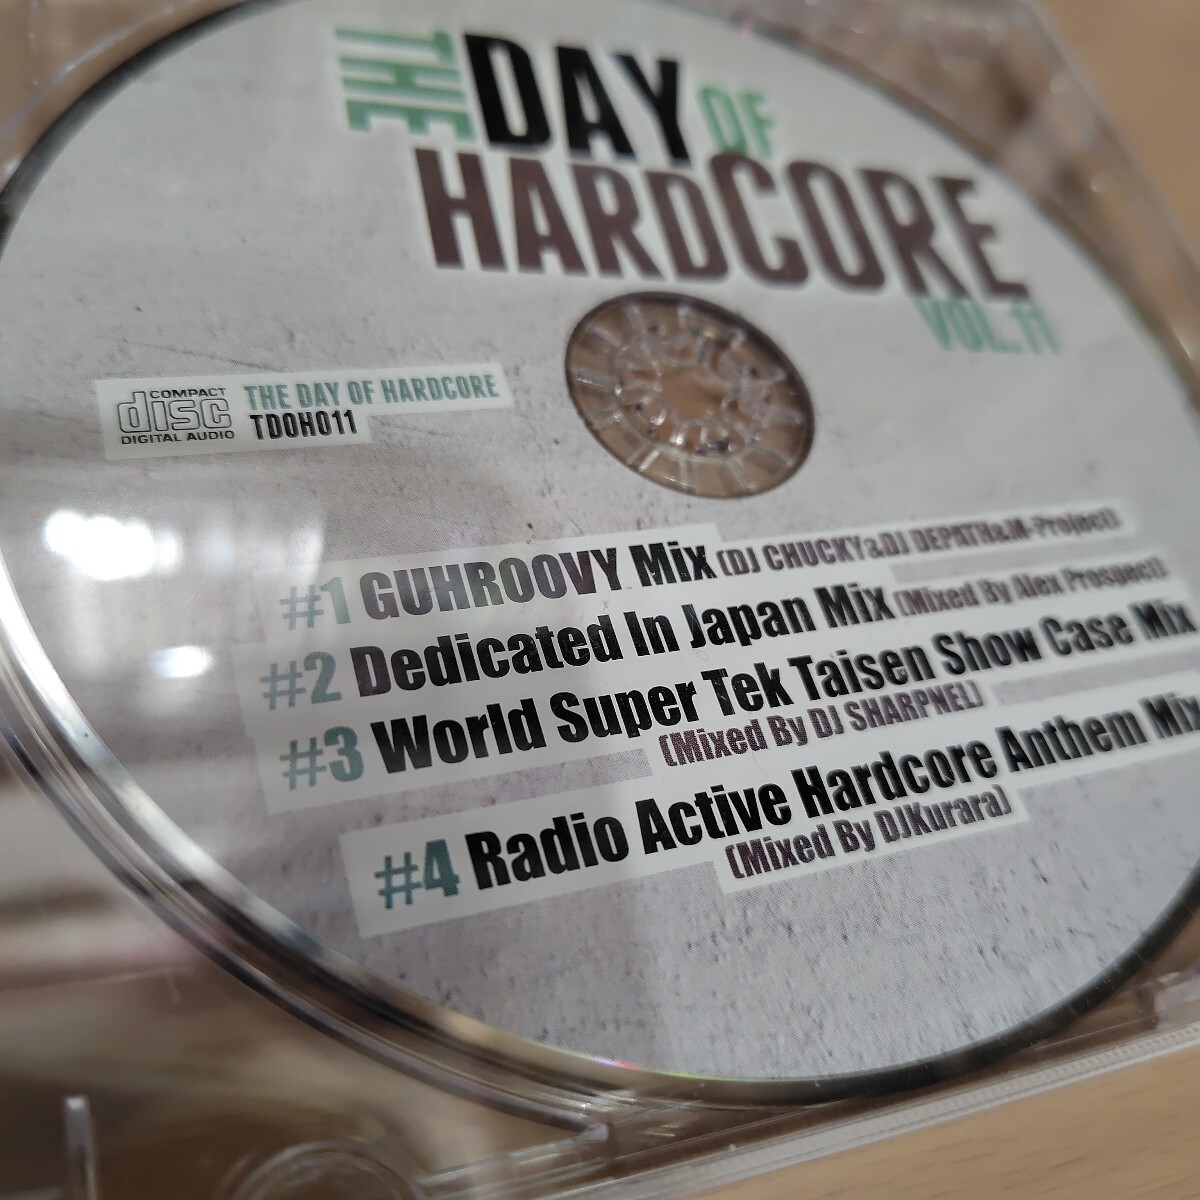 THE DAY OF
HARDCORE
VOL.11
COMPACT
disc
DIGITAL AUDIO
THE DAY OF HARDCORE
TDOH011
#1 GUHROOVY Mix (DJ CHUCKY&DJ DEPATH&M-Project)
#2 Dedicated In Japan Mix (Mixed By Alex Prospect)
#3 World Super Tek Taisen Show Case Mix
(Mixed By DJ SHARPNEL)
#4 Radio Active Hardcore Anthem Mix
(Mixed By DJKurara)